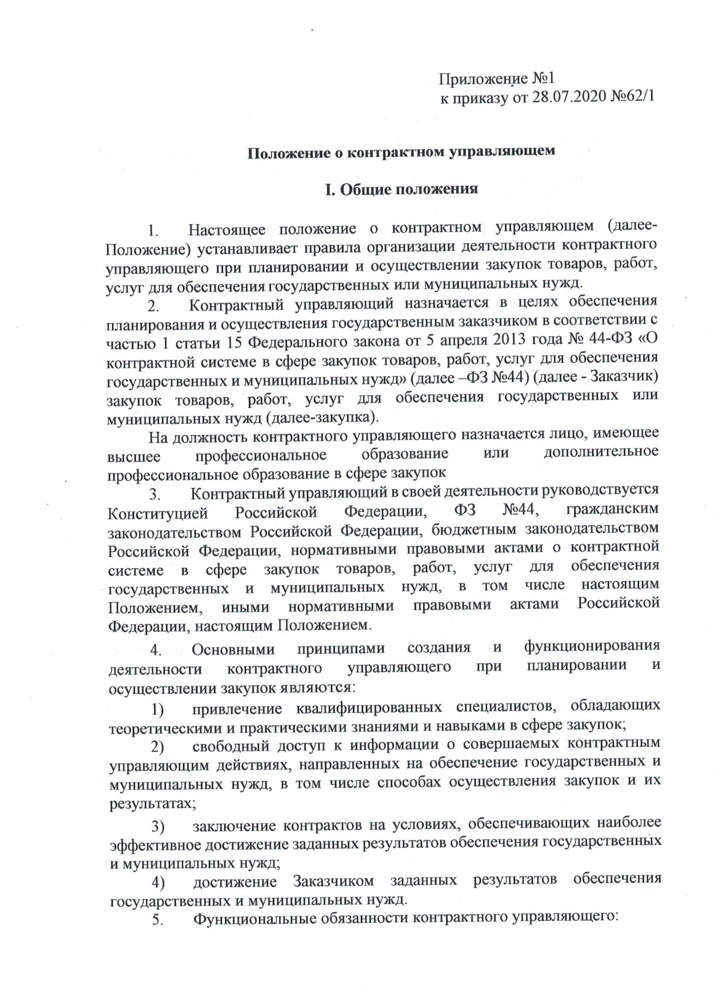 Приложение №1
к приказу от 28.07.2020 №62/1
Положение о контрактном управляющем
I. Общие положения
1. Настоящее положение о контрактном управляющем (далее-
Положение) устанавливает правила организации деятельности контрактного
управляющего при планировании и осуществлении закупок товаров, работ,
услуг для обеспечения государственных или муниципальных нужд.
2. Контрактный управляющий назначается в целях обеспечения
планирования и осуществления государственным заказчиком в соответствии с
частью 1 статьи 15 Федерального закона от 5 апреля 2013 года № 44-ФЗ «О
контрактной системе в сфере закупок товаров, работ, услуг для обеспечения
государственных и муниципальных нужд» (далее –ФЗ №44) (далее - Заказчик)
закупок товаров, работ, услуг для обеспечения государственных или
муниципальных нужд (далее-закупка).
На должность контрактного управляющего назначается лицо, имеющее
высшее профессиональное образование или дополнительное
профессиональное образование в сфере закупок
3. Контрактный управляющий в своей деятельности руководствуется
Конституцией Российской Федерации, ФЗ №44, гражданским
законодательством Российской Федерации, бюджетным законодательством
Российской Федерации, нормативными правовыми актами о контрактной
системе в сфере закупок товаров, работ, услуг для обеспечения
государственных и муниципальных нужд, в том числе настоящим
Положением, иными нормативными правовыми актами Российской
Федерации, настоящим Положением.
4. Основными принципами создания и функционирования
деятельности контрактного управляющего при планировании и
осуществлении закупок являются:
1) привлечение квалифицированных специалистов, обладающих
теоретическими и практическими знаниями и навыками в сфере закупок;
2) свободный доступ к информации о совершаемых контрактным
управляющим действиях, направленных на обеспечение государственных и
муниципальных нужд, в том числе способах осуществления закупок и их
результатах;
3) заключение контрактов на условиях, обеспечивающих наиболее
эффективное достижение заданных результатов обеспечения государственных
и муниципальных нужд;
4) достижение Заказчиком заданных результатов обеспечения
государственных и муниципальных нужд.
5. Функциональные обязанности контрактного управляющего: